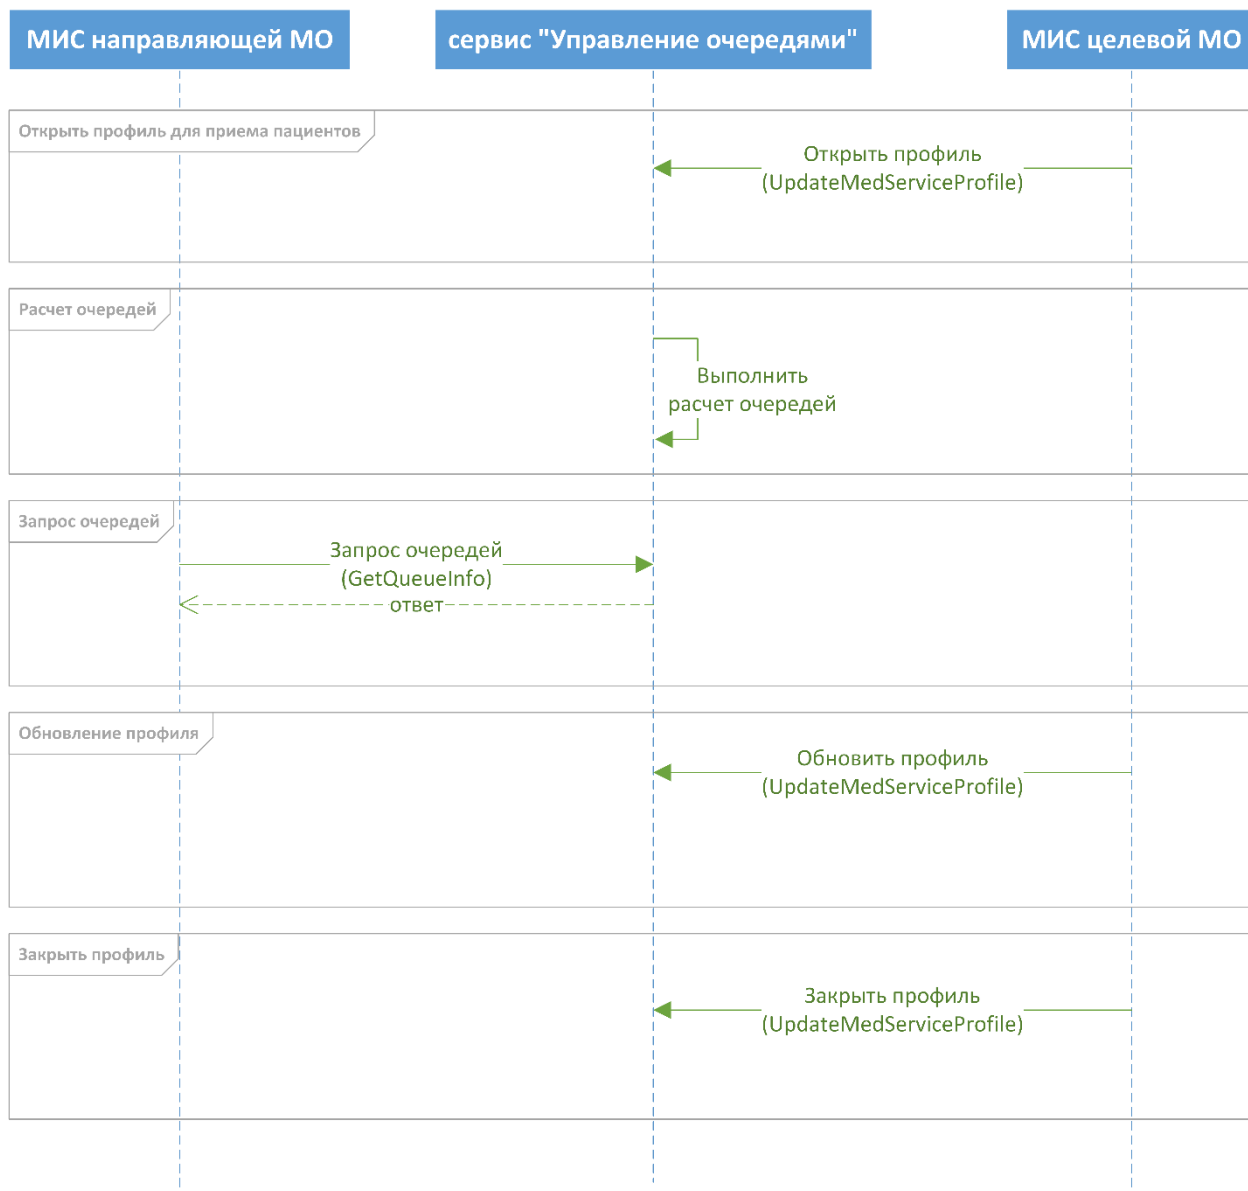 МИС направляющей МО
сервис "Управление очередями"
МИС целевой МО
Открыть профиль для приема пациентов
Открыть профиль
(UpdateMedServiceProfile)
Расчет очередей
Выполнить
расчет очередей
Запрос очередей
Запрос очередей
(GetQueueInfo)
ответ
Обновление профиля
Обновить профиль
(UpdateMedServiceProfile)
Закрыть профиль
Закрыть профиль
(UpdateMedServiceProfile)